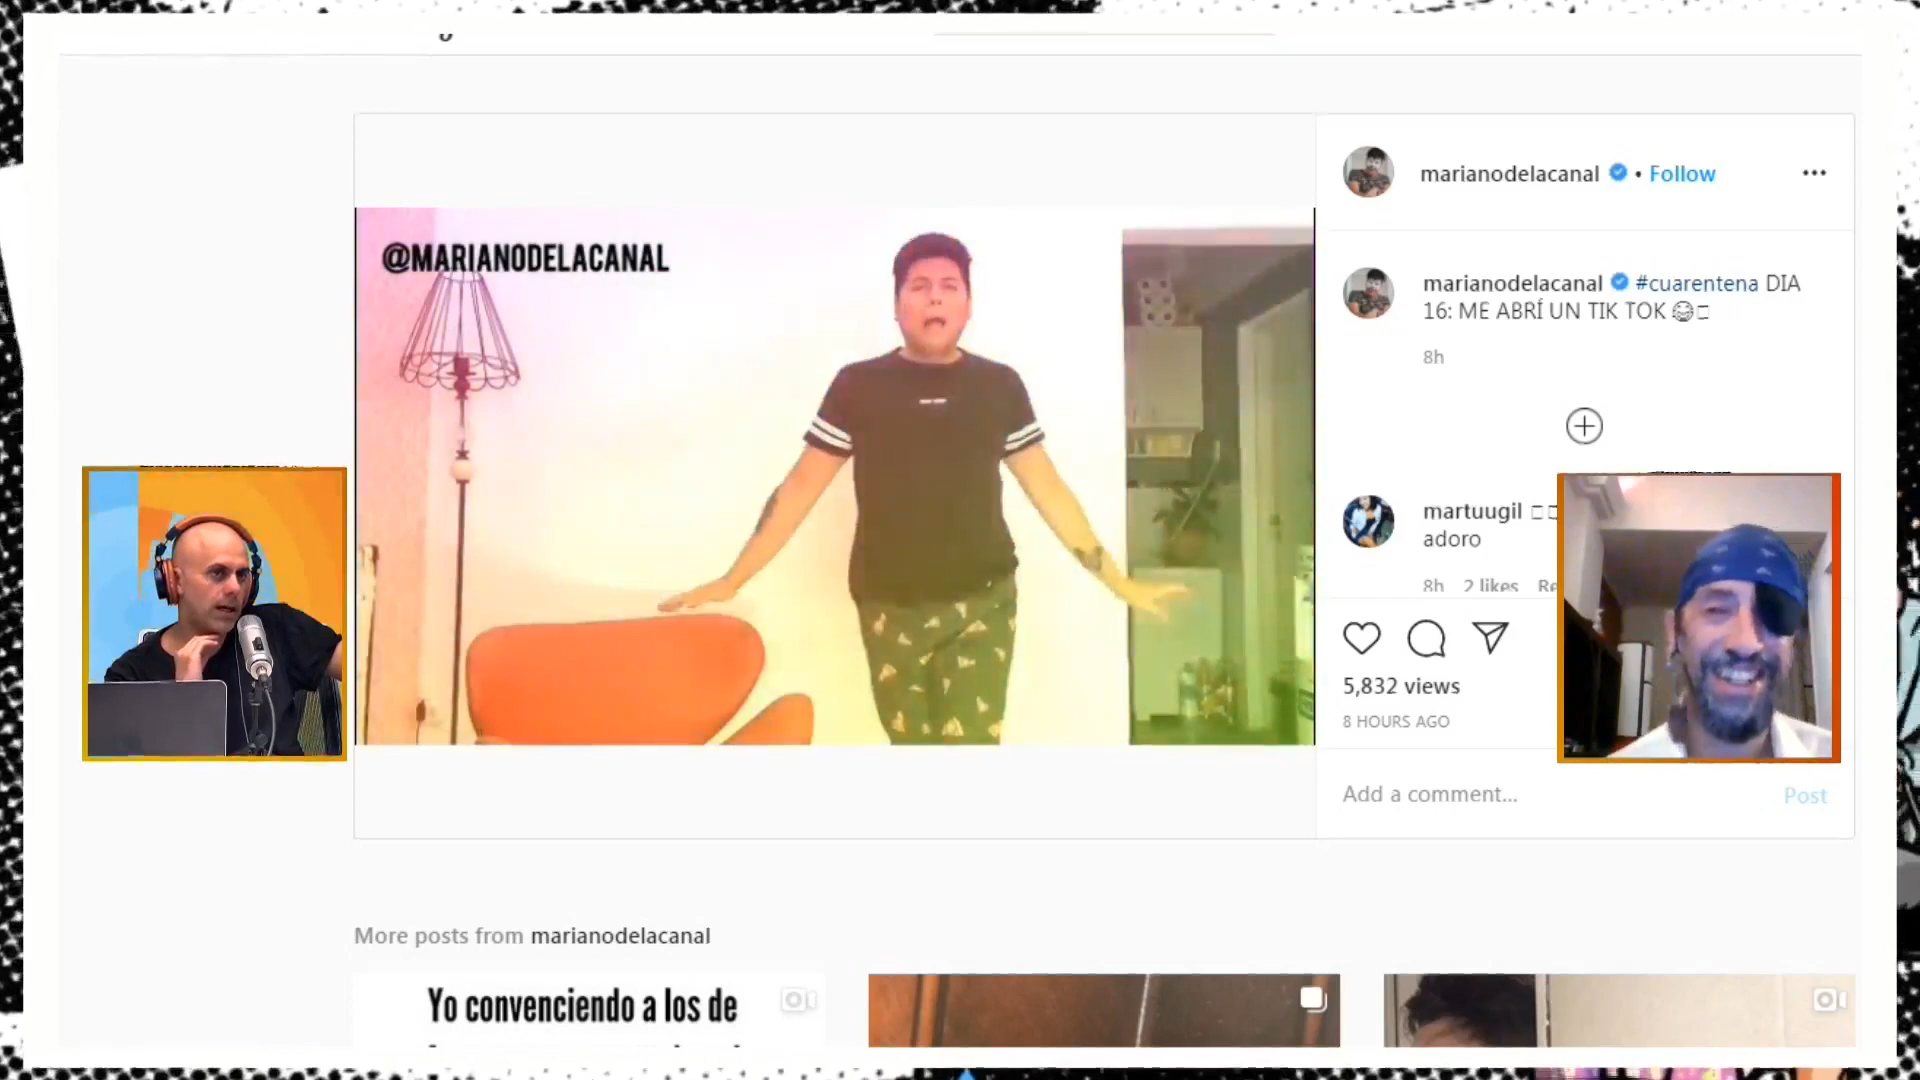 marianodelacanal • Follow
@MARIANODELACANAL
marianodelacanal #cuarentena DIA
16: ME ABRÍ UN TIK TOK
8h
martuugil
adoro
8h 2 likes
5,832 views
8 HOURS AGO
Add a comment...
Post
More posts from marianodelacanal
Yo convenciendo a los de